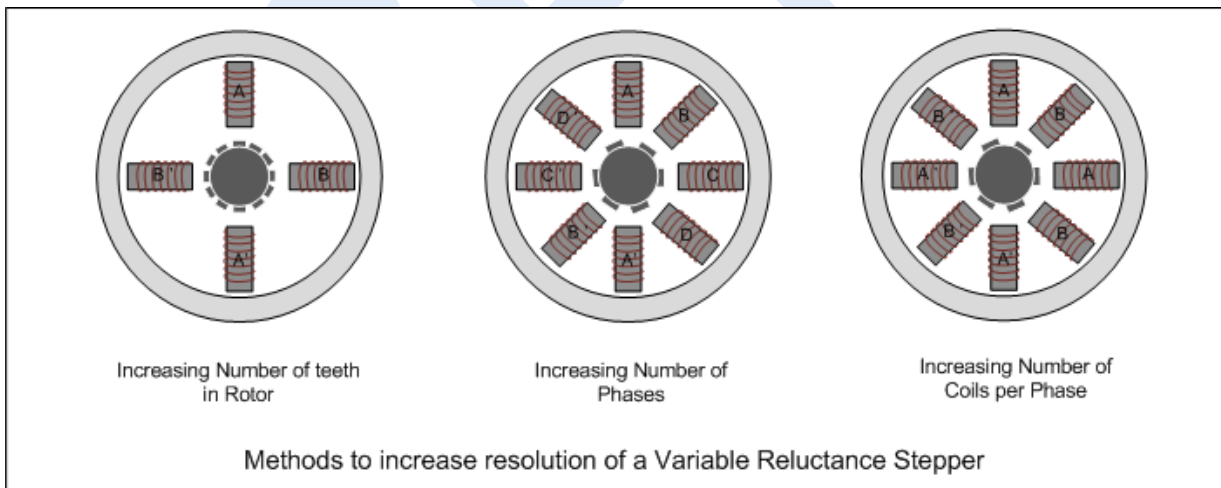 A
B '
B
A'
Increasing Number of teeth
in Rotor
A
D '
B
C '
C
B '
D
A'
Increasing Number of
Phases
A
B '
B
A '
A
B '
B
A'
Increasing Number of
Coils per Phase
Methods to increase resolution of a Variable Reluctance Stepper